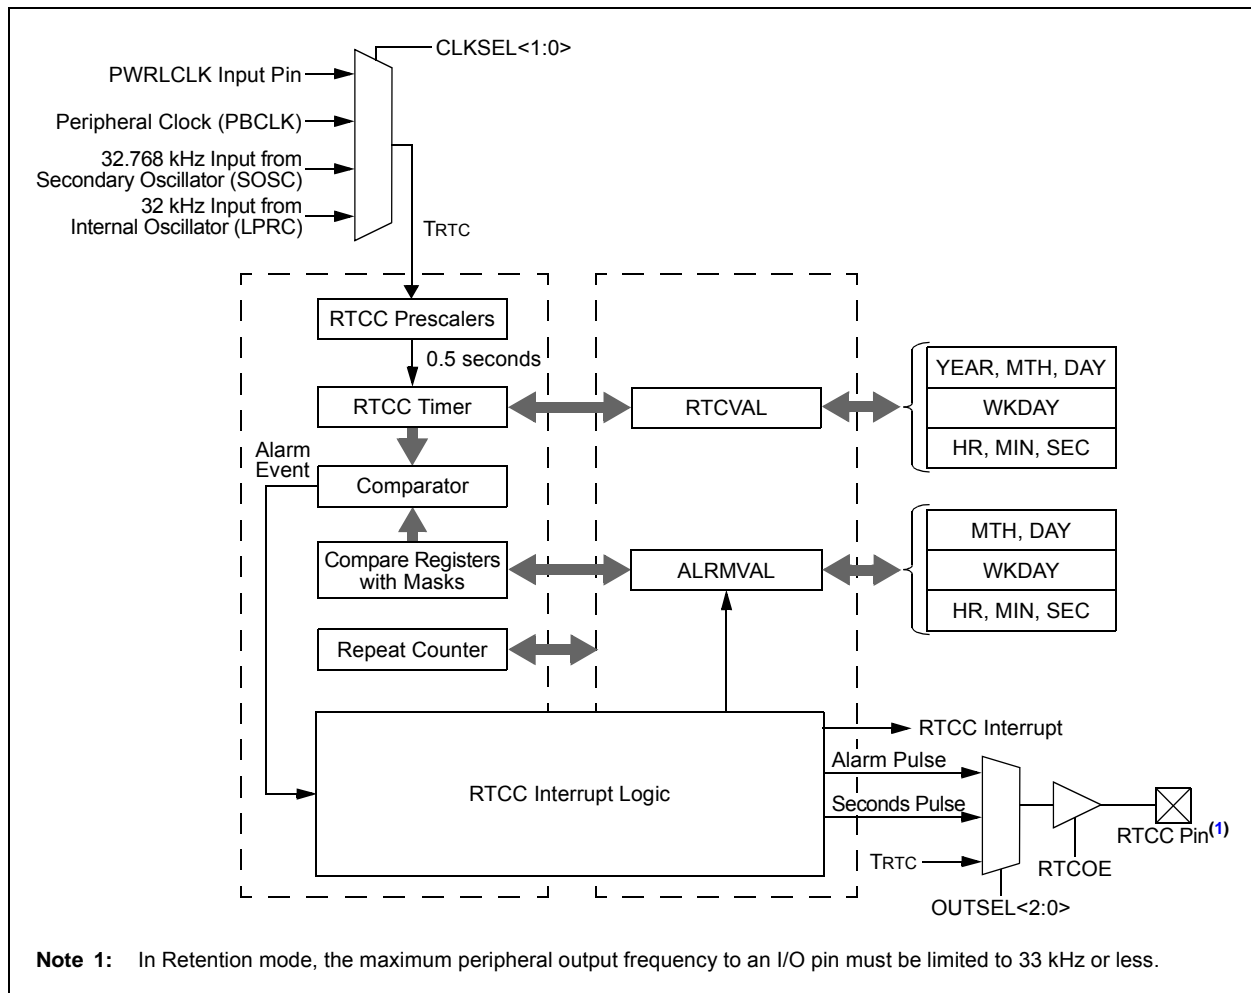 CLKSEL<1:0>
PWRLCLK Input Pin
Peripheral Clock (PBCLK)
32.768 kHz Input from
Secondary Oscillator (SOSC)
32 kHz Input from
Internal Oscillator (LPRC)
TRTC
RTCC Prescalers
0.5 seconds
RTCC Timer
RTCVAL
YEAR, MTH, DAY
WKDAY
HR, MIN, SEC
Alarm
Event
Comparator
Compare Registers
with Masks
ALRMVAL
MTH, DAY
WKDAY
HR, MIN, SEC
Repeat Counter
RTCC Interrupt Logic
RTCC Interrupt
Alarm Pulse
Seconds Pulse
TRTC
RTCC Pin(1)
RTCOE
OUTSEL<2:0>
Note 1: In Retention mode, the maximum peripheral output frequency to an I/O pin must be limited to 33 kHz or less.